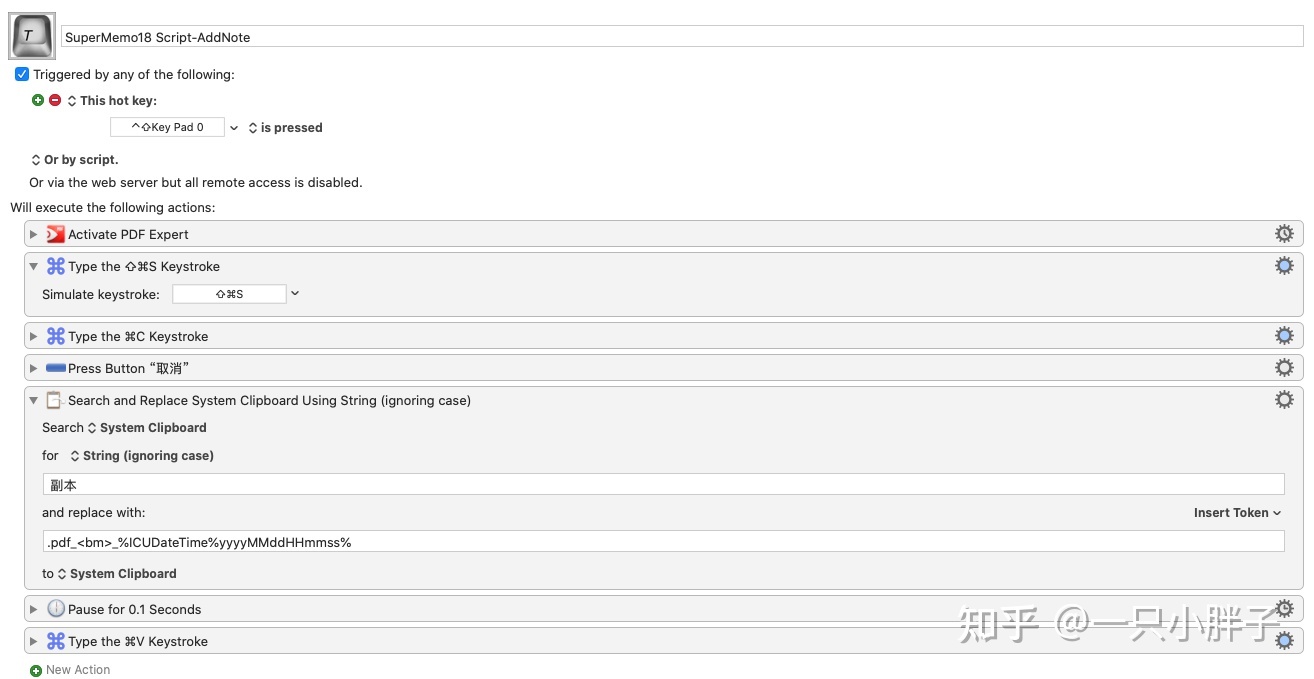 T
SuperMemo18 Script-AddNote
Triggered by any of the following:
This hot key:
^⇧Key Pad 0
is pressed
Or by script.
Or via the web server but all remote access is disabled.
Will execute the following actions:
Activate PDF Expert
Type the ⇧⌘S Keystroke
Simulate keystroke: ⇧⌘S
Type the ⌘C Keystroke
Press Button “取消”
Search and Replace System Clipboard Using String (ignoring case)
Search System Clipboard
for String (ignoring case)
副本
and replace with: Insert Token
.pdf_<bm>_%ICUDateTime%yyyyMMddHHmmss%
to System Clipboard
Pause for 0.1 Seconds
Type the ⌘V Keystroke
New Action
知乎 @一只小胖子